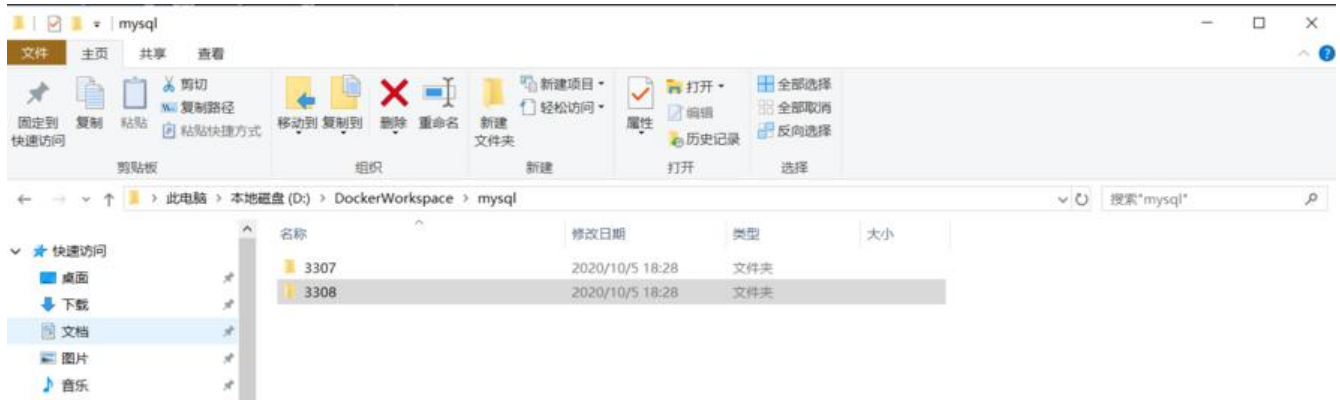 mysql
文件 主页 共享 查看
固定到快速访问
复制
粘贴
剪切
复制路径
粘贴快捷方式
剪贴板
移动到
复制到
删除
重命名
组织
新建文件夹
新建项目
轻松访问
新建
属性
打开
编辑
历史记录
打开
全部选择
全部取消
反向选择
选择
此电脑 > 本地磁盘 (D:) > DockerWorkspace > mysql
搜索"mysql"
快速访问
桌面
下载
文档
图片
音乐
名称 修改日期 类型 大小
3307 2020/10/5 18:28 文件夹
3308 2020/10/5 18:28 文件夹